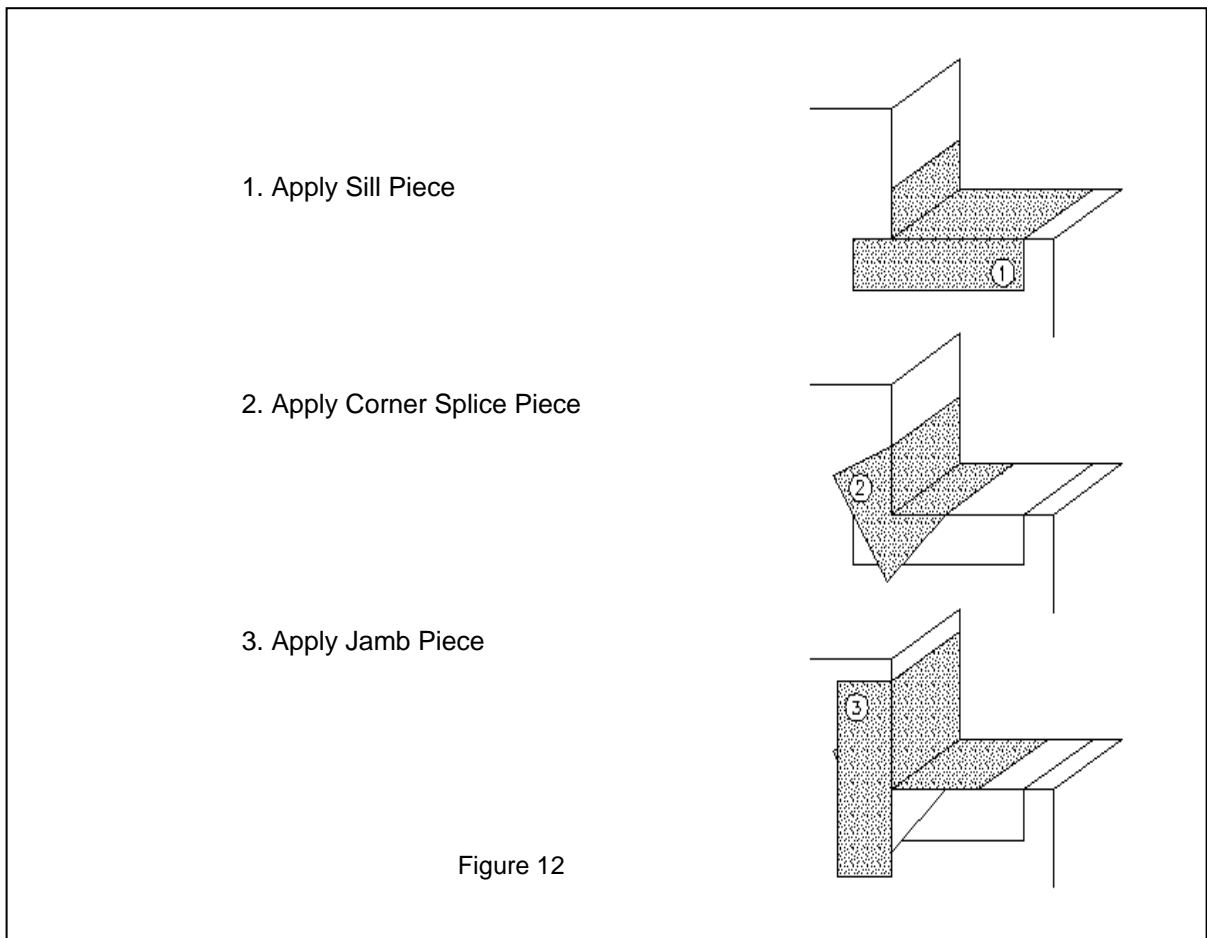 1. Apply Sill Piece
1
2. Apply Corner Splice Piece
2
3. Apply Jamb Piece
3
Figure 12